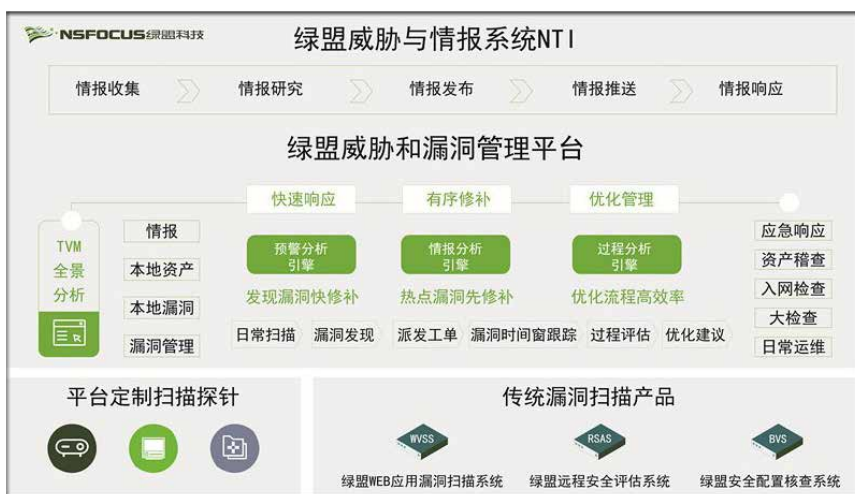 NSFOCUS绿盟科技
绿盟威胁与情报系统NTI
情报收集
情报研究
情报发布
情报推送
情报响应
绿盟威胁和漏洞管理平台
快速响应
有序修补
优化管理
TVM
全景
分析
情报
本地资产
本地漏洞
漏洞管理
预警分析
引擎
情报分析
引擎
过程分析
引擎
发现漏洞快修补
热点漏洞先修补
优化流程高效率
日常扫描
漏洞发现
派发工单
漏洞时间窗跟踪
过程评估
优化建议
应急响应
资产稽查
入网检查
大检查
日常运维
平台定制扫描探针
传统漏洞扫描产品
WVSS
RSAS
BVS
绿盟WEB应用漏洞扫描系统
绿盟远程安全评估系统
绿盟安全配置核查系统